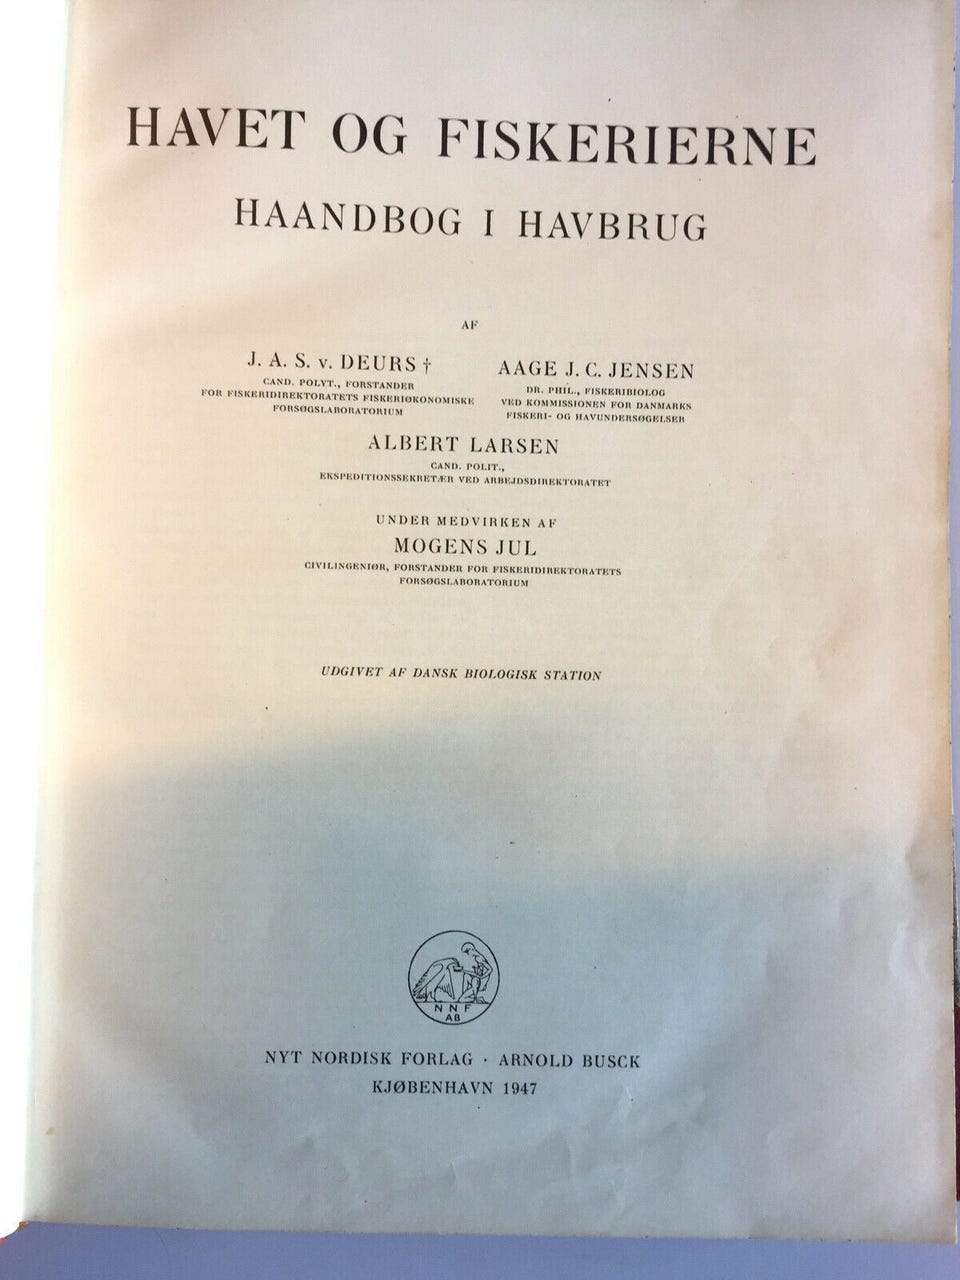 HAVET OG FISKERIERNE
HAANDBOG I HAVBRUG
AF
J. A. S. v. DEURS †
CAND. POLYT., FORSTANDER
FOR FISKERIDIREKTORATETS FISKERIØKONOMISKE
FORSØGSLABORATORIUM
AAGE J. C. JENSEN
DR. PHIL., FISKERIBIOLOG
VED KOMMISSIONEN FOR DANMARKS
FISKERI- OG HAVUNDERSØGELSER
ALBERT LARSEN
CAND. POLIT.,
EKSPEDITIONSSEKRETÆR VED ARBEJDSDIREKTORATET
UNDER MEDVIRKEN AF
MOGENS JUL
CIVILINGENIØR, FORSTANDER FOR FISKERIDIREKTORATETS
FORSØGSLABORATORIUM
UDGIVET AF DANSK BIOLOGISK STATION
N N F
AB
NYT NORDISK FORLAG · ARNOLD BUSCK
KJØBENHAVN 1947